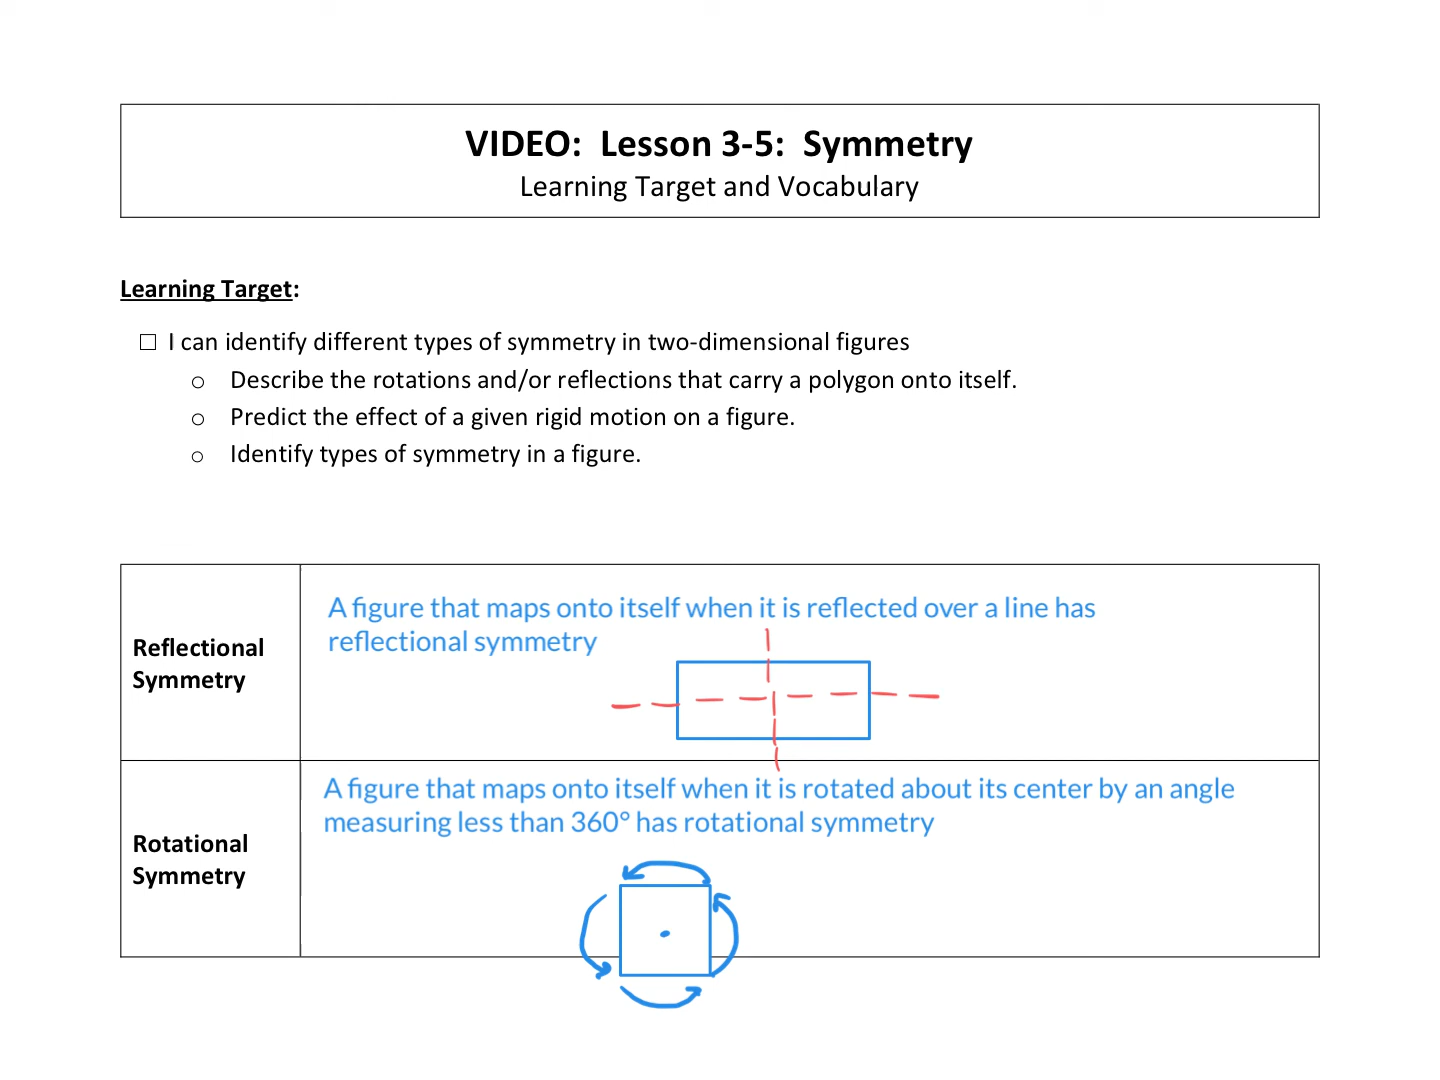 VIDEO: Lesson 3-5: Symmetry
Learning Target and Vocabulary
Learning Target:
☐ I can identify different types of symmetry in two-dimensional figures
o Describe the rotations and/or reflections that carry a polygon onto itself.
o Predict the effect of a given rigid motion on a figure.
o Identify types of symmetry in a figure.
Reflectional
Symmetry
A figure that maps onto itself when it is reflected over a line has
reflectional symmetry
Rotational
Symmetry
A figure that maps onto itself when it is rotated about its center by an angle
measuring less than 360° has rotational symmetry